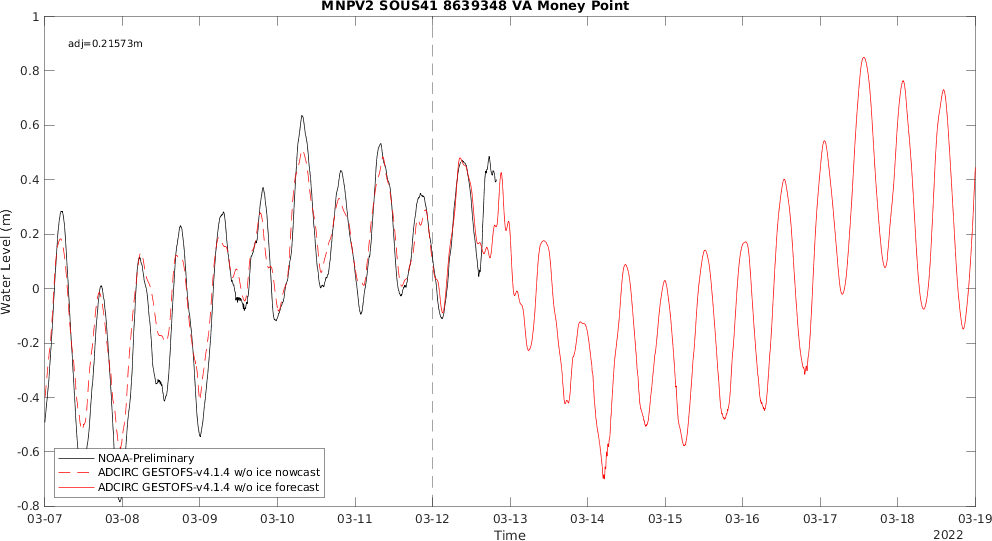 MNPV2 SOUS41 8639348 VA Money Point
adj=0.21573m
1
0.8
0.6
0.4
0.2
0
-0.2
-0.4
-0.6
-0.8
Water Level (m)
NOAA-Preliminary
ADCIRC GESTOFS-v4.1.4 w/o ice nowcast
ADCIRC GESTOFS-v4.1.4 w/o ice forecast
03-07 03-08 03-09 03-10 03-11 03-12 03-13 03-14 03-15 03-16 03-17 03-18 03-19
Time
2022